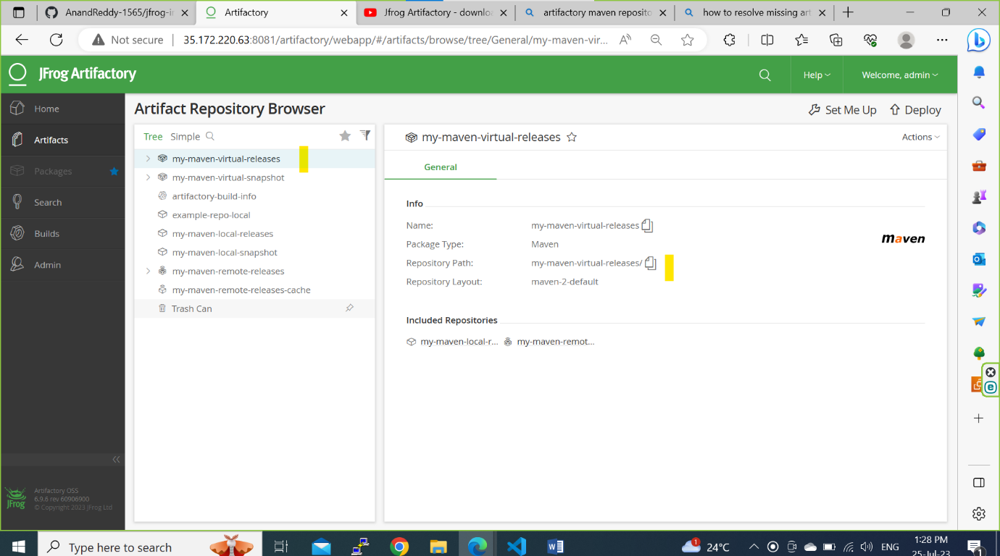 AnandReddy-1565/jfrog-i
Artifactory
Jfrog Artifactory - downlo
artifactory maven reposito
how to resolve missing ar
Not secure
35.172.220.63:8081/artifactory/webapp/#/artifacts/browse/tree/General/my-maven-vir...
JFrog Artifactory
Help
Welcome, admin
Home
Artifacts
Packages
Search
Builds
Admin
Artifactory OSS
6.9.6 rev 60906900
© Copyright 2023 JFrog Ltd
JFrog
Artifact Repository Browser
Set Me Up
Deploy
Tree Simple
my-maven-virtual-releases
my-maven-virtual-snapshot
artifactory-build-info
example-repo-local
my-maven-local-releases
my-maven-local-snapshot
my-maven-remote-releases
my-maven-remote-releases-cache
Trash Can
my-maven-virtual-releases
Actions
General
Info
Name: my-maven-virtual-releases
Package Type: Maven
Repository Path: my-maven-virtual-releases/
Repository Layout: maven-2-default
maven
Included Repositories
my-maven-local-r... my-maven-remot...
Type here to search
1
24°C
ENG
1:28 PM
25-Jul-23
1